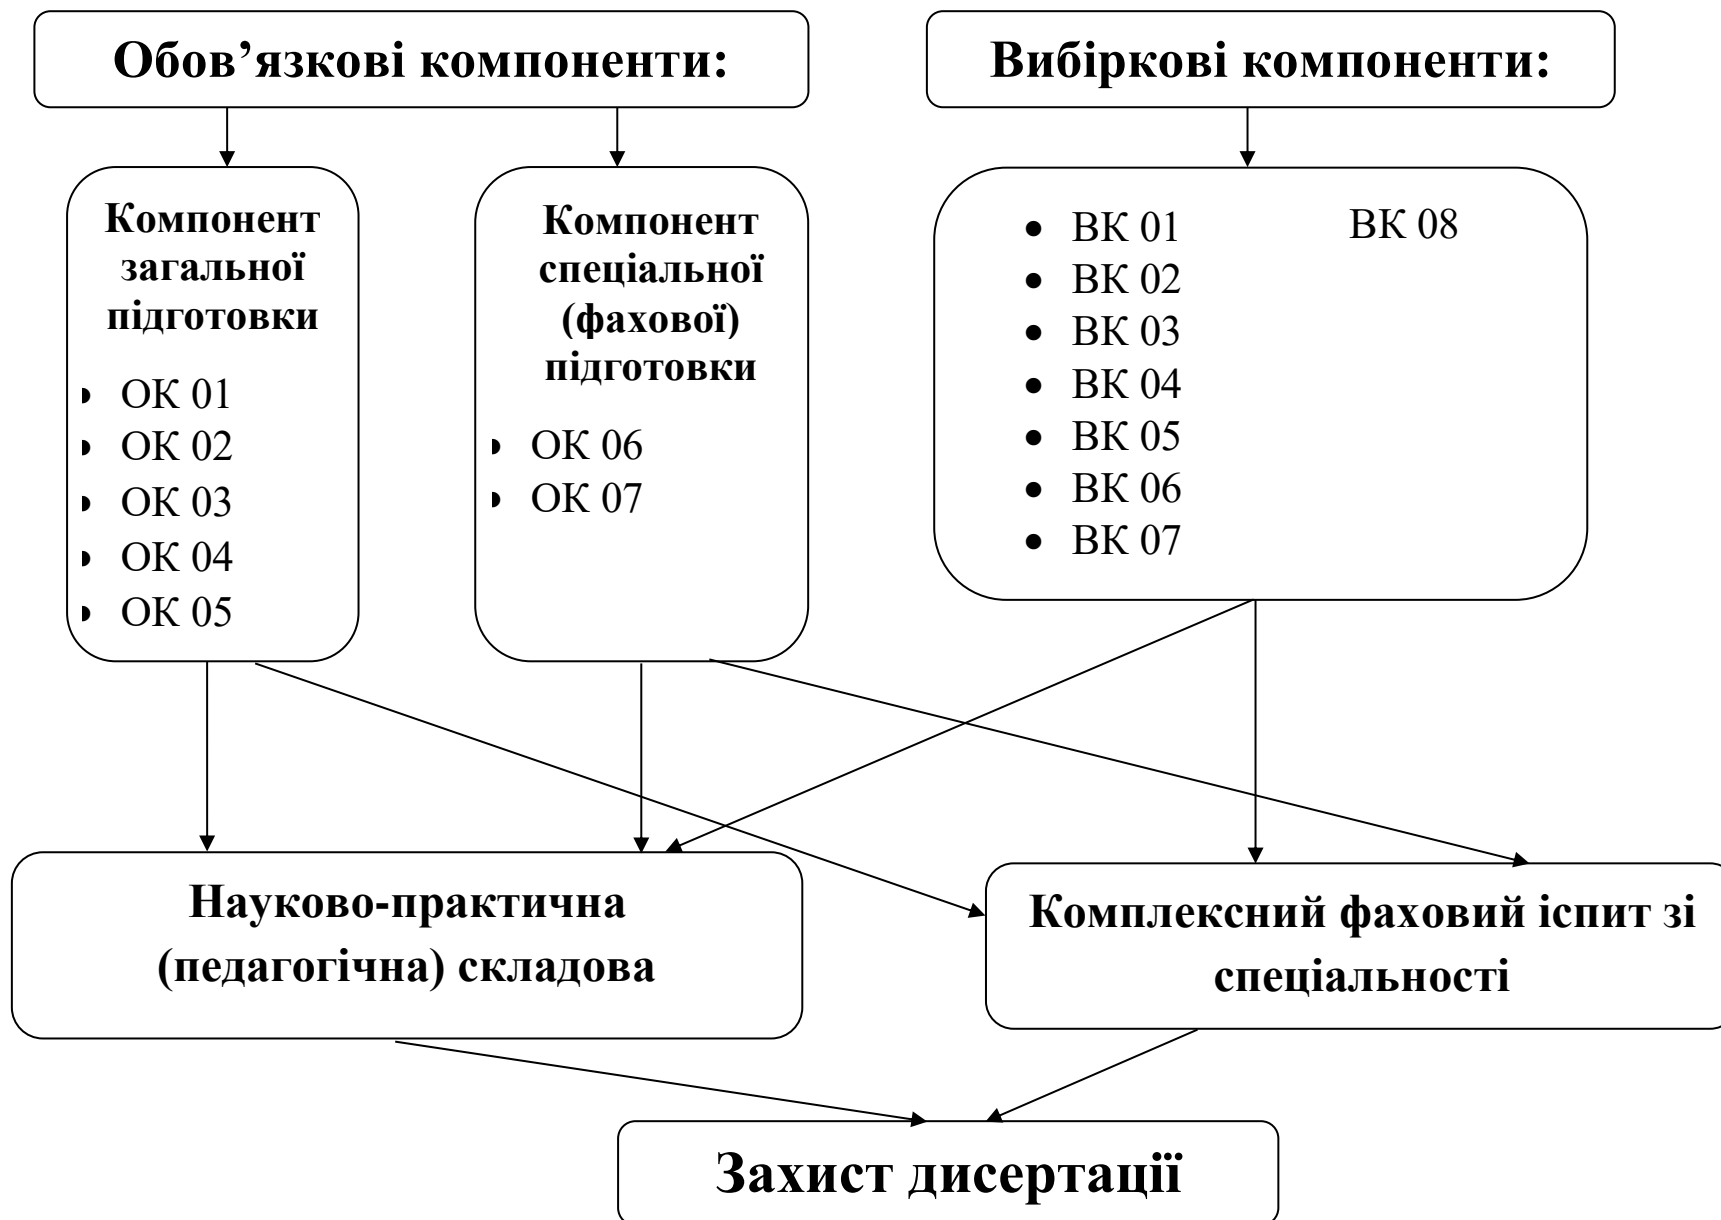 Обов’язкові компоненти:
Вибіркові компоненти:
Компонент
загальної
підготовки
• ОК 01
• ОК 02
• ОК 03
• ОК 04
• ОК 05
Компонент
спеціальної
(фахової)
підготовки
• ОК 06
• ОК 07
• ВК 01
• ВК 02
• ВК 03
• ВК 04
• ВК 05
• ВК 06
• ВК 07
ВК 08
Науково-практична
(педагогічна) складова
Комплексний фаховий іспит зі
спеціальності
Захист дисертації